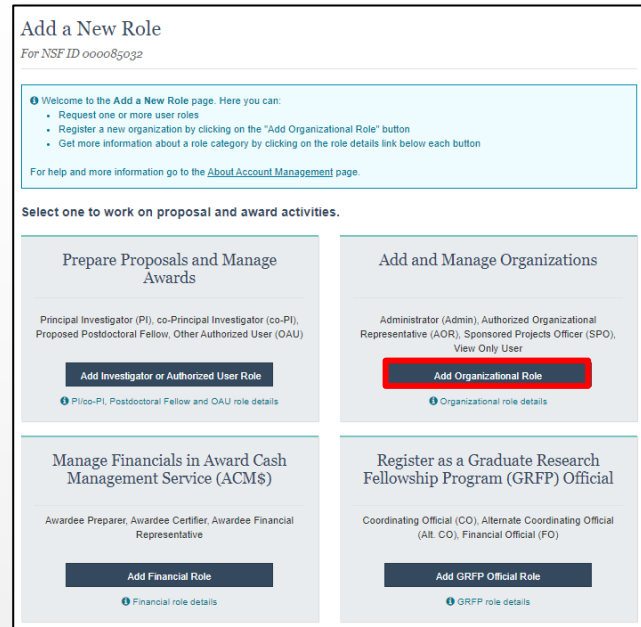 Add a New Role
For NSF ID 000085032
Welcome to the Add a New Role page. Here you can:
Request one or more user roles
Register a new organization by clicking on the "Add Organizational Role" button
Get more information about a role category by clicking on the role details link below each button
For help and more information go to the About Account Management page.
Select one to work on proposal and award activities.
Prepare Proposals and Manage
Awards
Principal Investigator (PI), co-Principal Investigator (co-PI),
Proposed Postdoctoral Fellow, Other Authorized User (OAU)
Add Investigator or Authorized User Role
PI/co-PI, Postdoctoral Fellow and OAU role details
Add and Manage Organizations
Administrator (Admin), Authorized Organizational
Representative (AOR), Sponsored Projects Officer (SPO),
View Only User
Add Organizational Role
Organizational role details
Manage Financials in Award Cash
Management Service (ACM$)
Awardee Preparer, Awardee Certifier, Awardee Financial
Representative
Add Financial Role
Financial role details
Register as a Graduate Research
Fellowship Program (GRFP) Official
Coordinating Official (CO), Alternate Coordinating Official
(Alt. CO), Financial Official (FO)
Add GRFP Official Role
GRFP role details